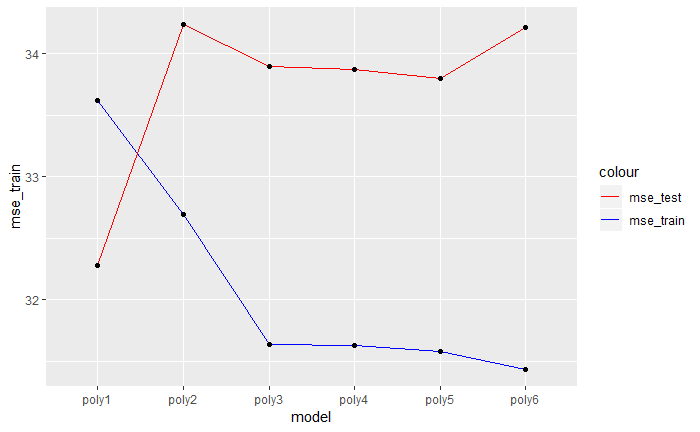 34
33
32
mse_train
poly1 poly2 poly3 poly4 poly5 poly6
model
colour
mse_test
mse_train